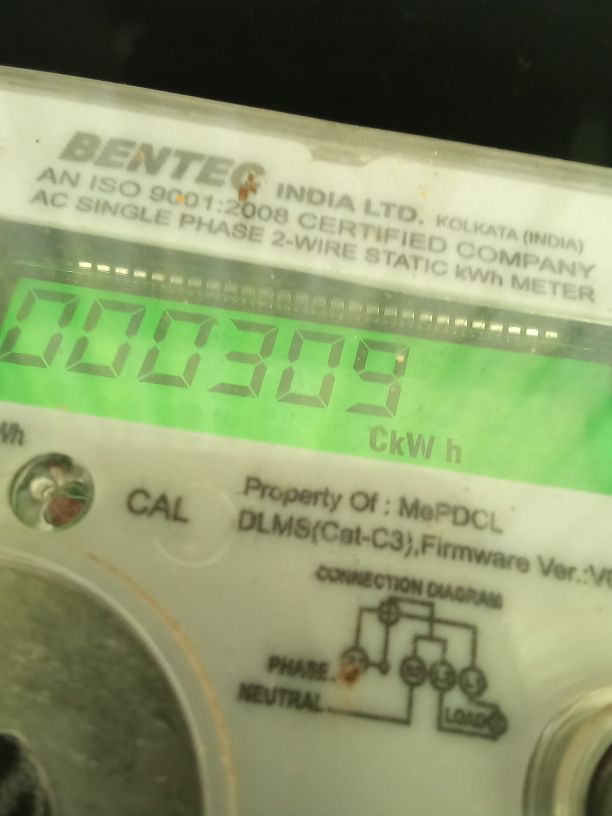 BENTEC INDIA LTD. KOLKATA (INDIA)
AN ISO 9001:2008 CERTIFIED COMPANY
AC SINGLE PHASE 2-WIRE STATIC kWh METER
000309
CkW h
Wh
CAL
Property Of : MePDCL
DLMS(Cat-C3),Firmware Ver.:V
CONNECTION DIAGRAM
PHASE
NEUTRAL
LOAD